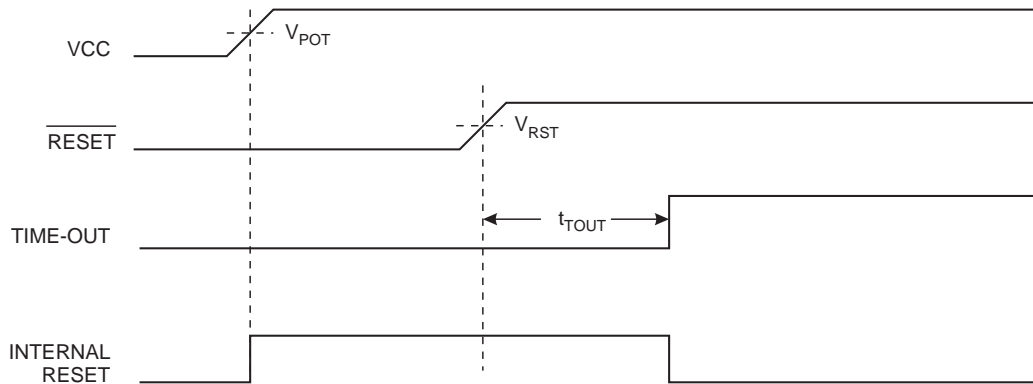 VCC
V_POT
RESET
V_RST
TIME-OUT
t_TOUT
INTERNAL
RESET